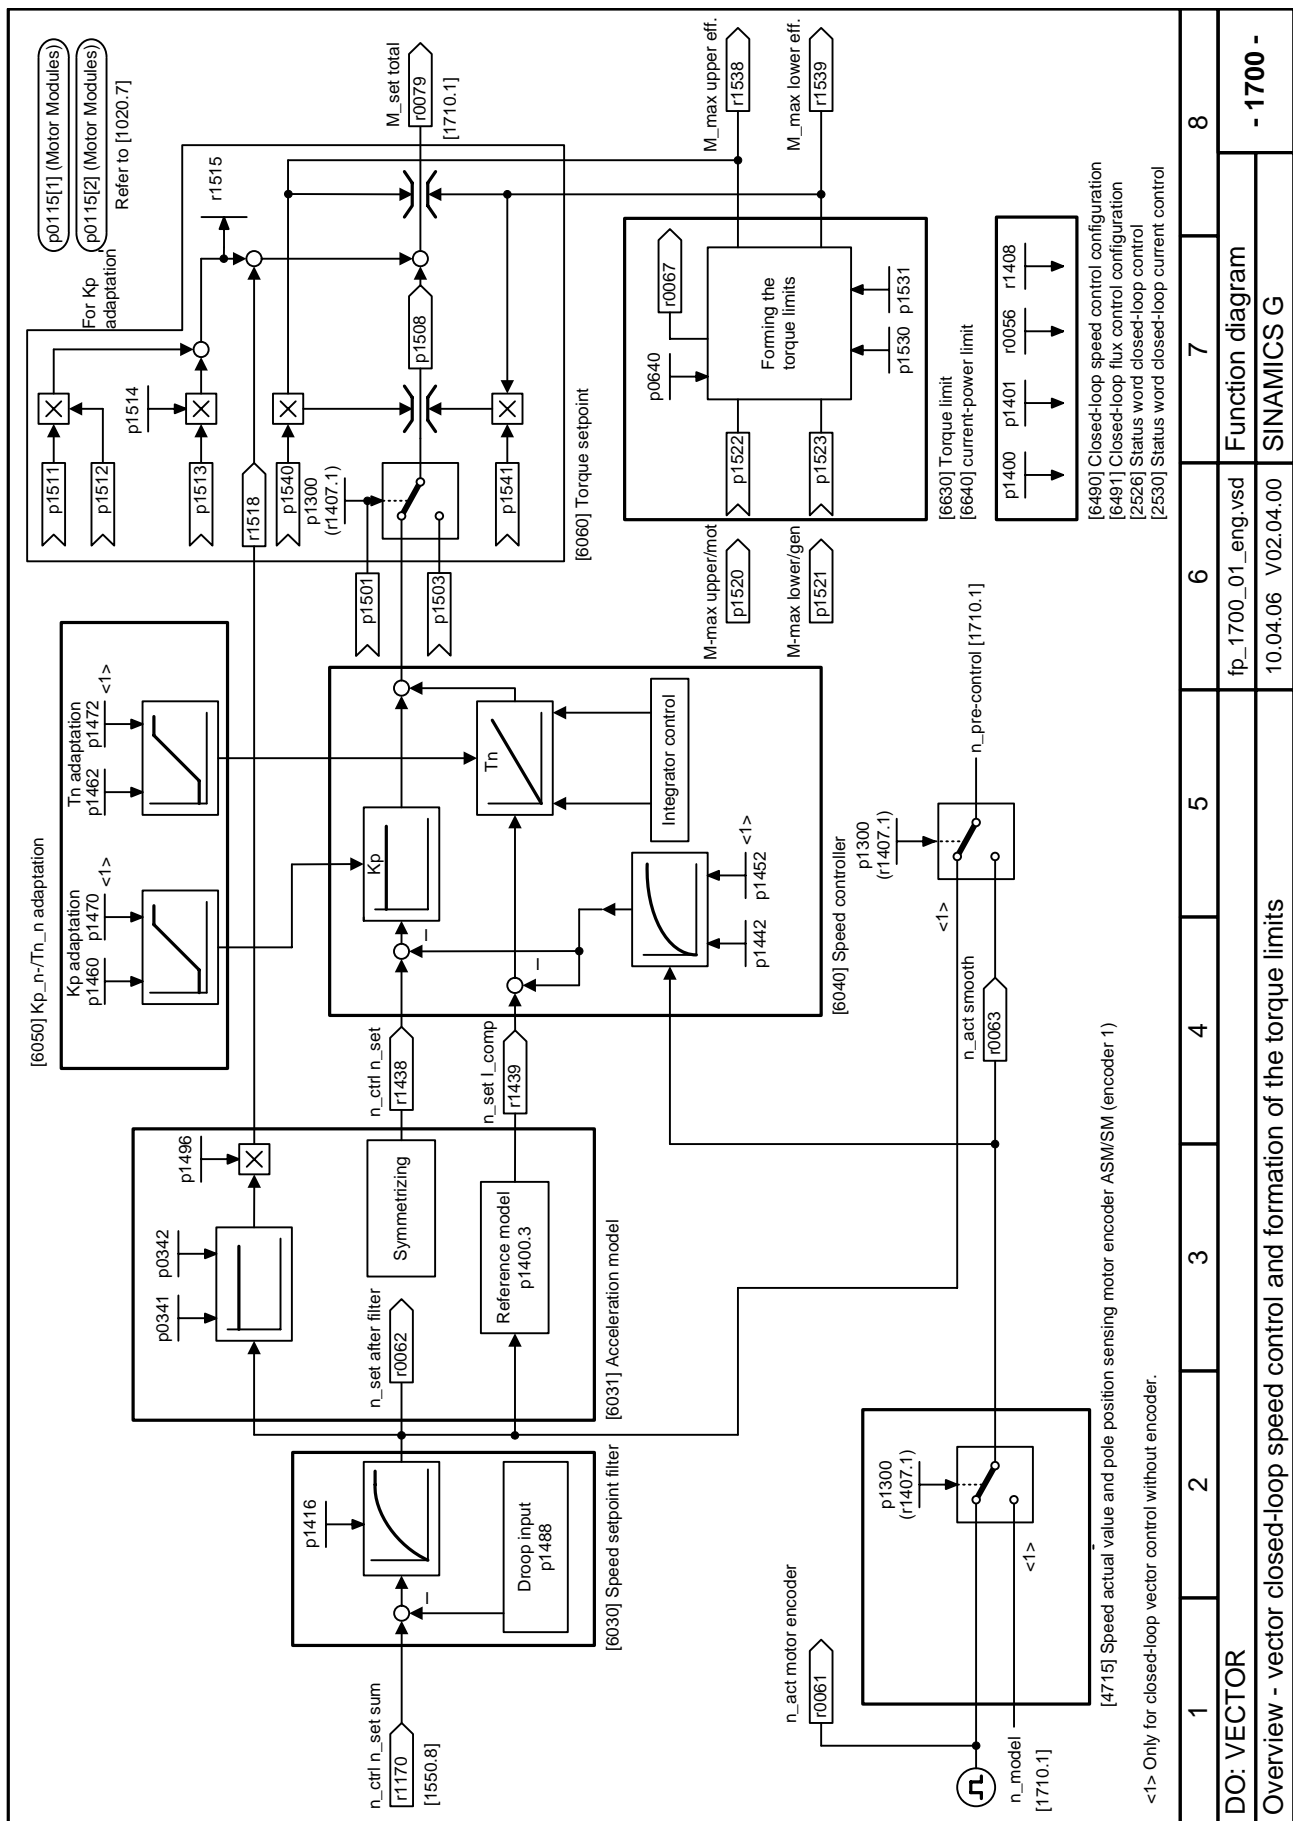 p0115[1] (Motor Modules)
p0115[2] (Motor Modules)
Refer to [1020.7]
[6050] Kp_n-/Tn_n adaptation
Kp adaptation
p1460
p1470
<1>
Tn adaptation
p1462
p1472
<1>
For Kp
adaptation
p1511
p1512
p1514
p1513
r1515
r1518
p1540
p1300
(r1407.1)
p1501
p1503
p1541
p1508
M_set total
r0079
[1710.1]
[6060] Torque setpoint
p0341
p0342
p1496
Symmetrizing
n_set after filter
r0062
Reference model
p1400.3
[6031] Acceleration model
n_ctrl n_set
r1438
n_set I_comp
r1439
n_ctrl n_set sum
r1170
[1550.8]
p1416
Droop input
p1488
[6030] Speed setpoint filter
Kp
Tn
Integrator control
p1442
p1452
<1>
[6040] Speed controller
M-max upper/mot
p1520
M-max lower/gen
p1521
p1522
p1523
p0640
r0067
Forming the
torque limits
p1530
p1531
M_max upper eff.
r1538
M_max lower eff.
r1539
[6630] Torque limit
[6640] current-power limit
p1400
p1401
r0056
r1408
[6490] Closed-loop speed control configuration
[6491] Closed-loop flux control configuration
[2526] Status word closed-loop control
[2530] Status word closed-loop current control
n_act motor encoder
r0061
n_model
[1710.1]
p1300
(r1407.1)
<1>
[4715] Speed actual value and pole position sensing motor encoder ASM/SM (encoder 1)
n_act smooth
r0063
p1300
(r1407.1)
<1>
n_pre-control [1710.1]
<1> Only for closed-loop vector control without encoder.
1 2 3 4 5 6 7 8
DO: VECTOR
fp_1700_01_eng.vsd
Function diagram
- 1700 -
Overview - vector closed-loop speed control and formation of the torque limits
10.04.06 V02.04.00
SINAMICS G